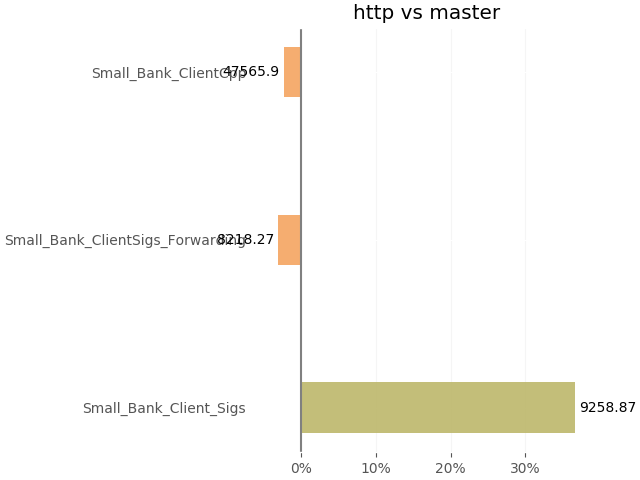 http vs master
Small_Bank_ClientCpp
47565.9
Small_Bank_ClientSigs_Forwarding
8218.27
Small_Bank_Client_Sigs
9258.87
0%
10%
20%
30%